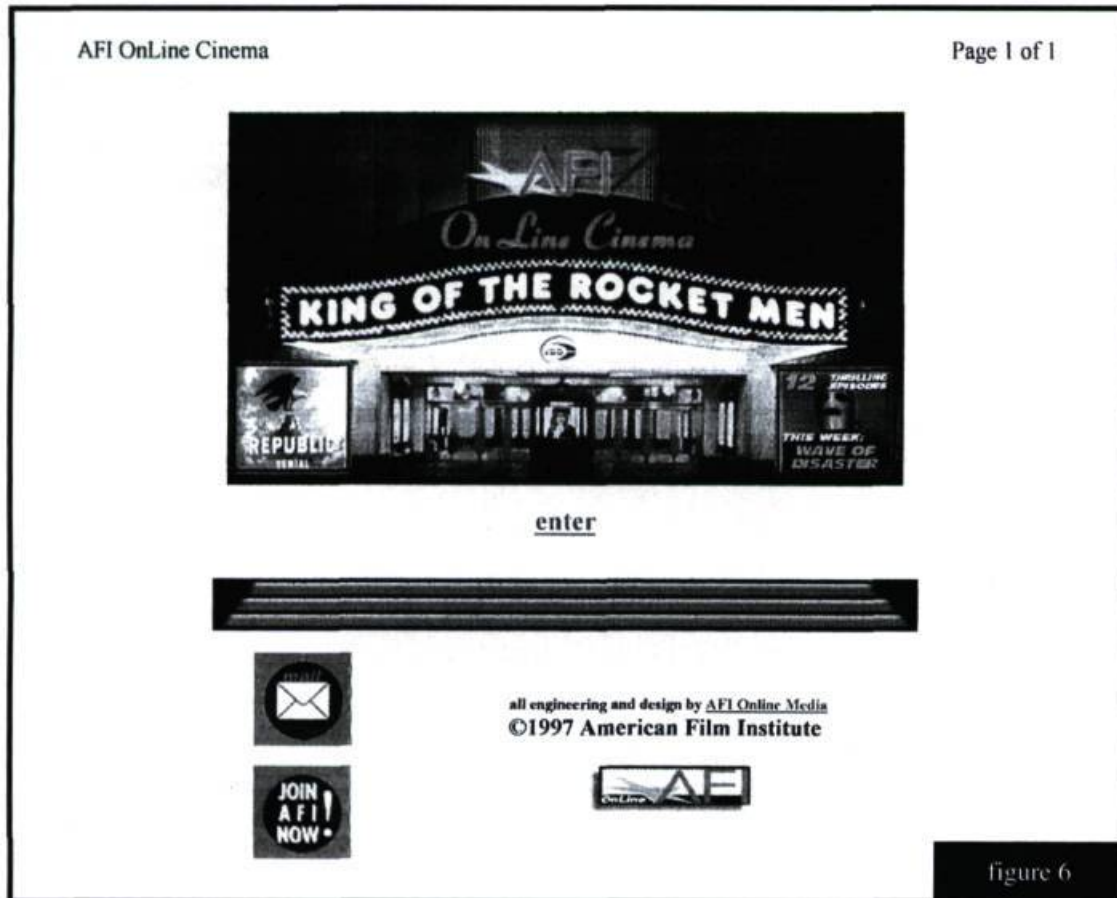 AFI OnLine Cinema
Page 1 of 1
AFI
On Line Cinema
KING OF THE ROCKET MEN
A
REPUBLIC
SERIAL
12 THRILLING
EPISODES
THIS WEEK:
WAVE OF
DISASTER
enter
mail
all engineering and design by AFI Online Media
©1997 American Film Institute
JOIN
AFI!
NOW
OnLine AFI
figure 6